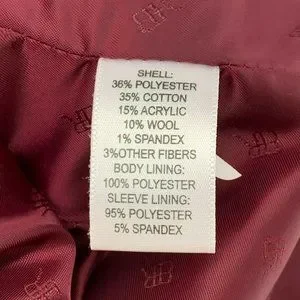 SHELL:
36% POLYESTER
35% COTTON
15% ACRYLIC
10% WOOL
1% SPANDEX
3%OTHER FIBERS
BODY LINING:
100% POLYESTER
SLEEVE LINING:
95% POLYESTER
5% SPANDEX